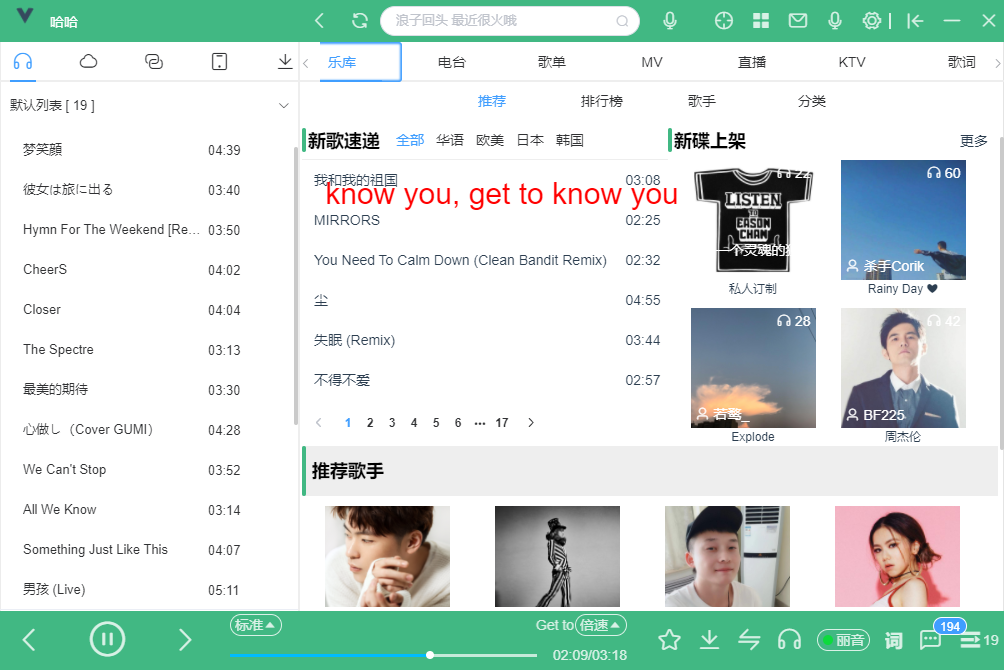 哈哈
浪子回头 最近很火哦
默认列表 [ 19 ]
梦笑顔 04:39
彼女は旅に出る 03:40
Hymn For The Weekend [Re... 03:50
CheerS 04:02
Closer 04:04
The Spectre 03:13
最美的期待 03:30
心做し（Cover GUMI） 04:28
We Can't Stop 03:52
All We Know 03:14
Something Just Like This 04:07
男孩 (Live) 05:11
乐库 电台 歌单 MV 直播 KTV 歌词
推荐 排行榜 歌手 分类
新歌速递 全部 华语 欧美 日本 韩国
我和我的祖国 03:08
know you, get to know you
MIRRORS 02:25
You Need To Calm Down (Clean Bandit Remix) 02:32
尘 04:55
失眠 (Remix) 03:44
不得不爱 02:57
1 2 3 4 5 6 ••• 17
新碟上架 更多
22
LISTEN
TO
EASON
CHAN
一个灵魂的
私人订制
60
杀手Corik
Rainy Day ♥
28
若鹜_
Explode
42
BF225
周杰伦
推荐歌手
标准
Get to 倍速
02:09/03:18
丽音
词
194
19